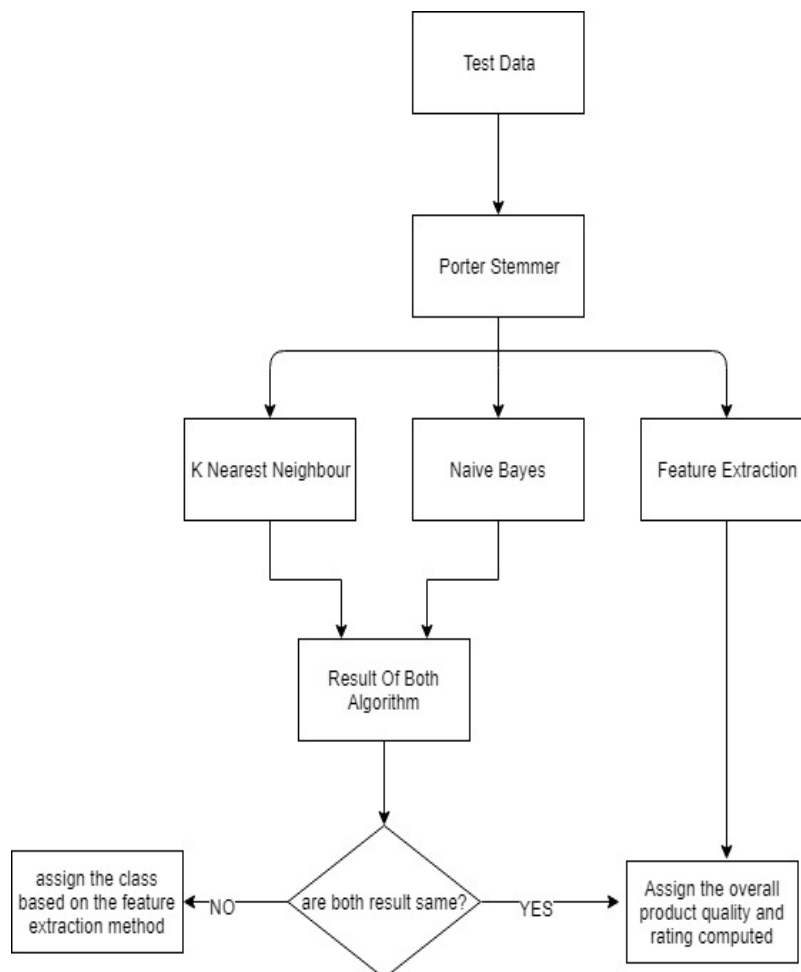 Test Data
Porter Stemmer
K Nearest Neighbour
Naive Bayes
Feature Extraction
Result Of Both
Algorithm
assign the class
based on the feature
extraction method
NO
are both result same?
YES
Assign the overall
product quality and
rating computed